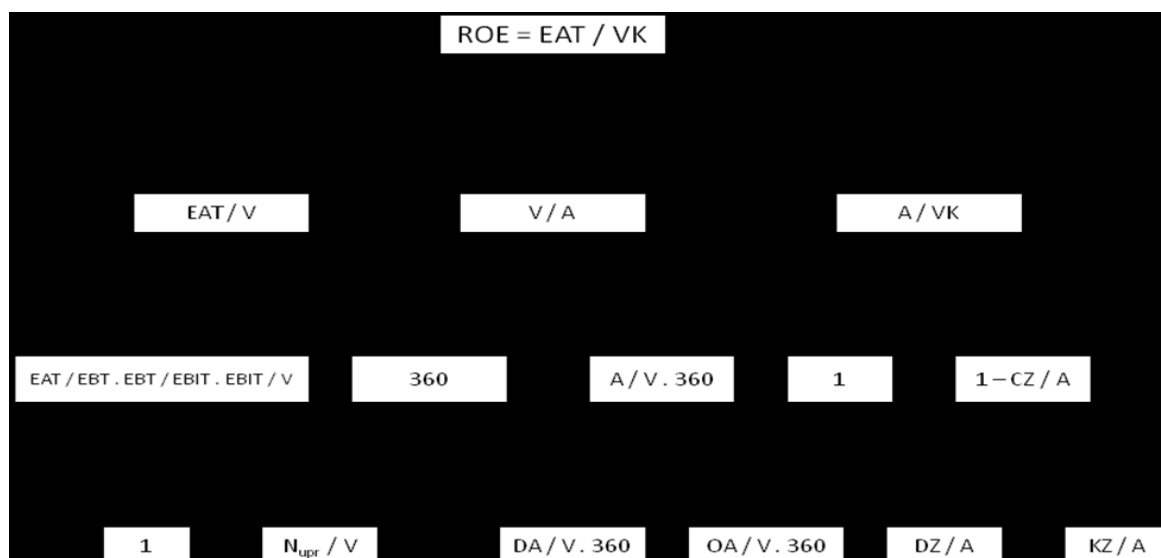 ROE = EAT / VK
EAT / V
V / A
A / VK
EAT / EBT . EBT / EBIT . EBIT / V
360
A / V . 360
1
1 – CZ / A
1
Nupr / V
DA / V . 360
OA / V . 360
DZ / A
KZ / A